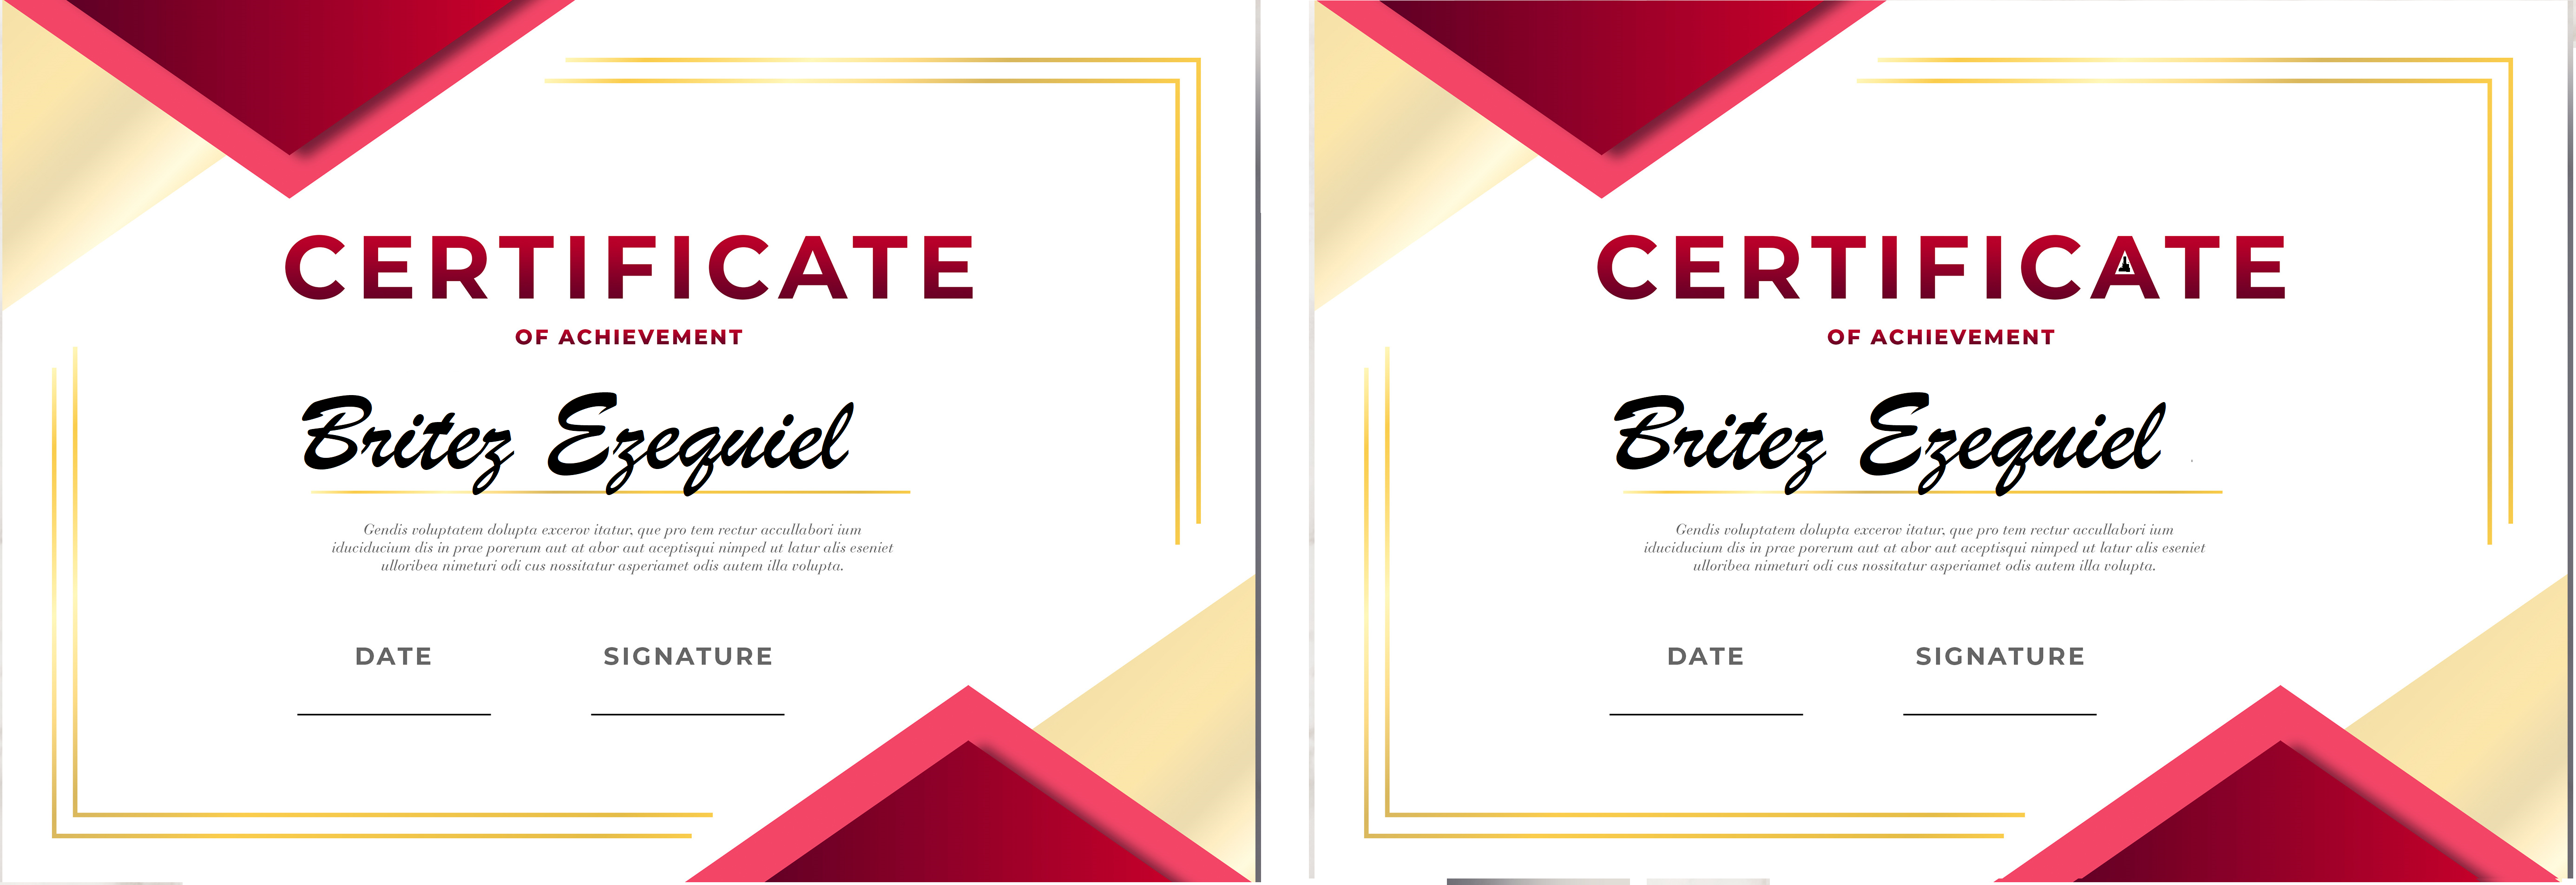 CERTIFICATE
OF ACHIEVEMENT
Britez Ezequiel
Gendis voluptatem dolupta excerov itatur, que pro tem rectur accullabori ium
iduciducium dis in prae porerum aut at abor aut aceptisqui nimped ut latur alis eseniet
ulloribea nimeturi odi cus nossitatur asperiamet odis autem illa volupta.
DATE SIGNATURE
CERTIFICATE
OF ACHIEVEMENT
Britez Ezequiel
Gendis voluptatem dolupta excerov itatur, que pro tem rectur accullabori ium
iduciducium dis in prae porerum aut at abor aut aceptisqui nimped ut latur alis eseniet
ulloribea nimeturi odi cus nossitatur asperiamet odis autem illa volupta.
DATE SIGNATURE